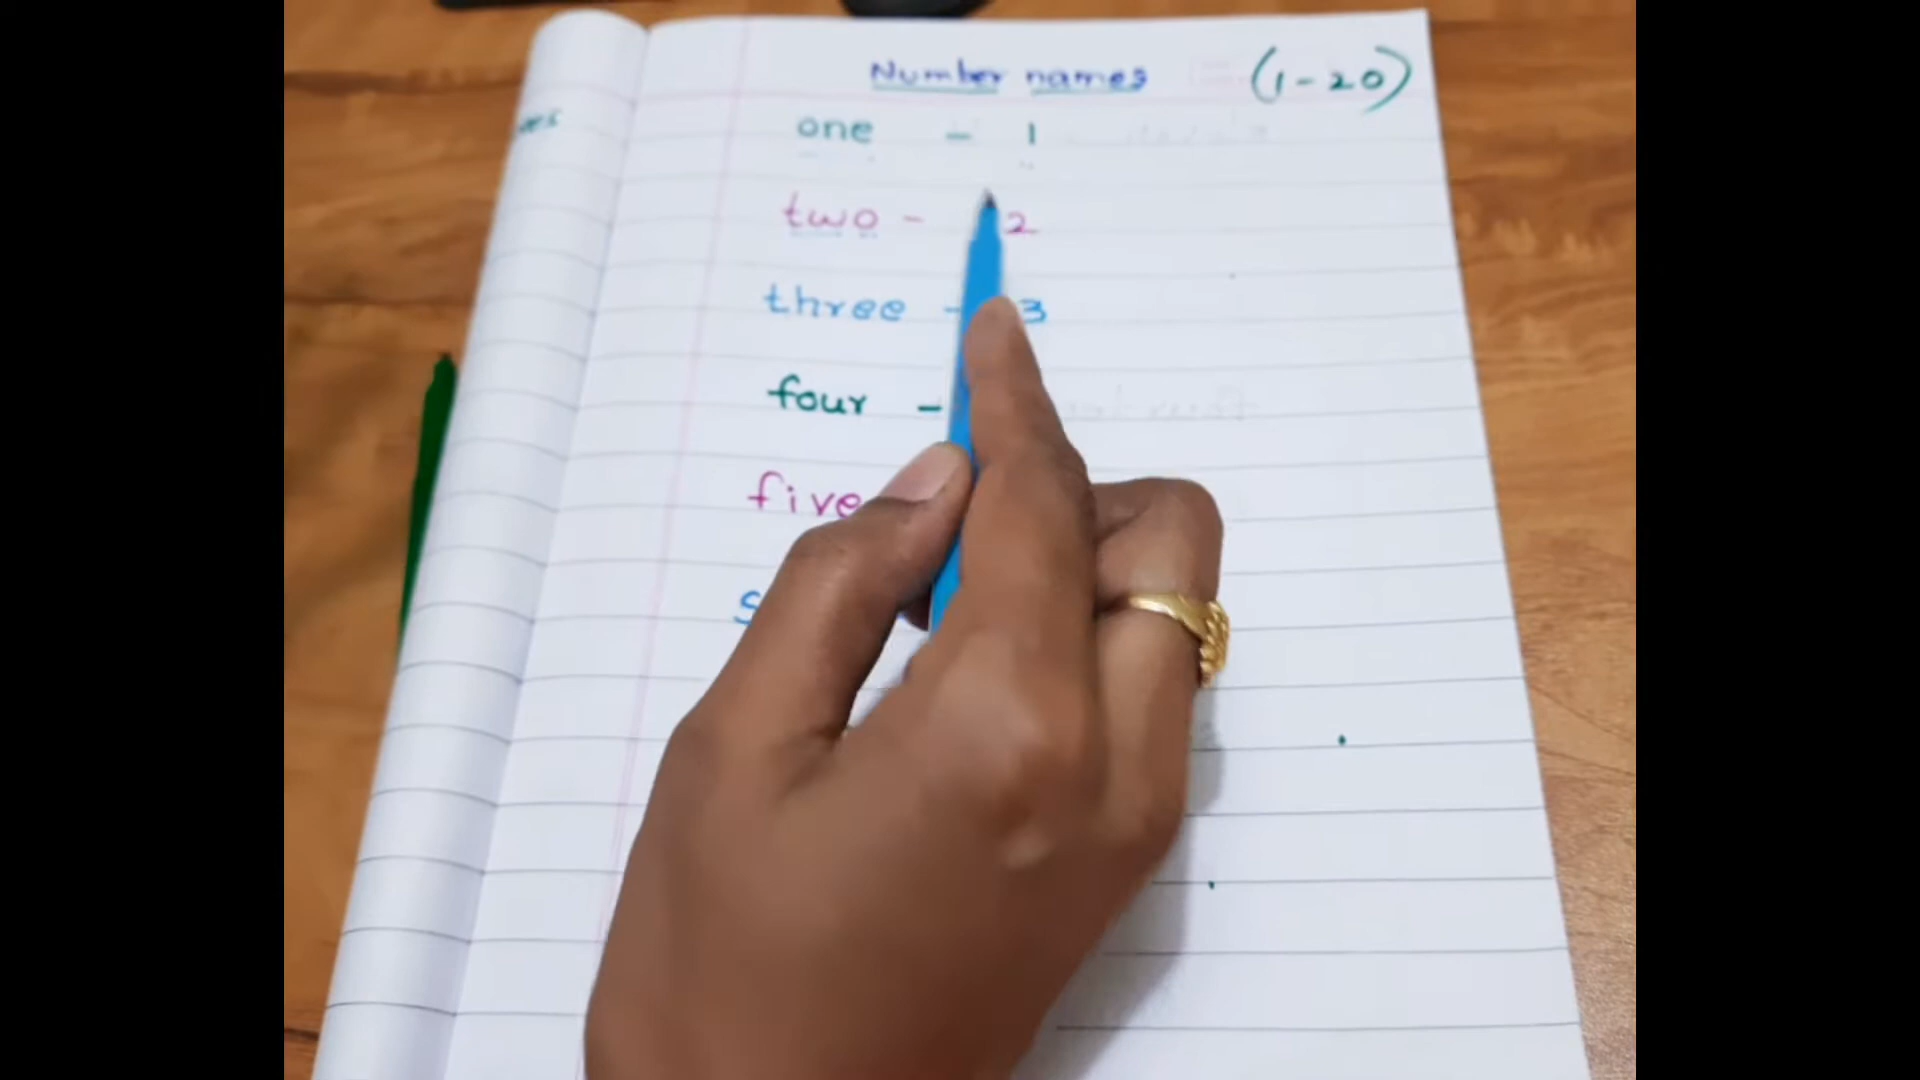 Number names (1-20)
one - 1
two - 2
three - 3
four -
five
s